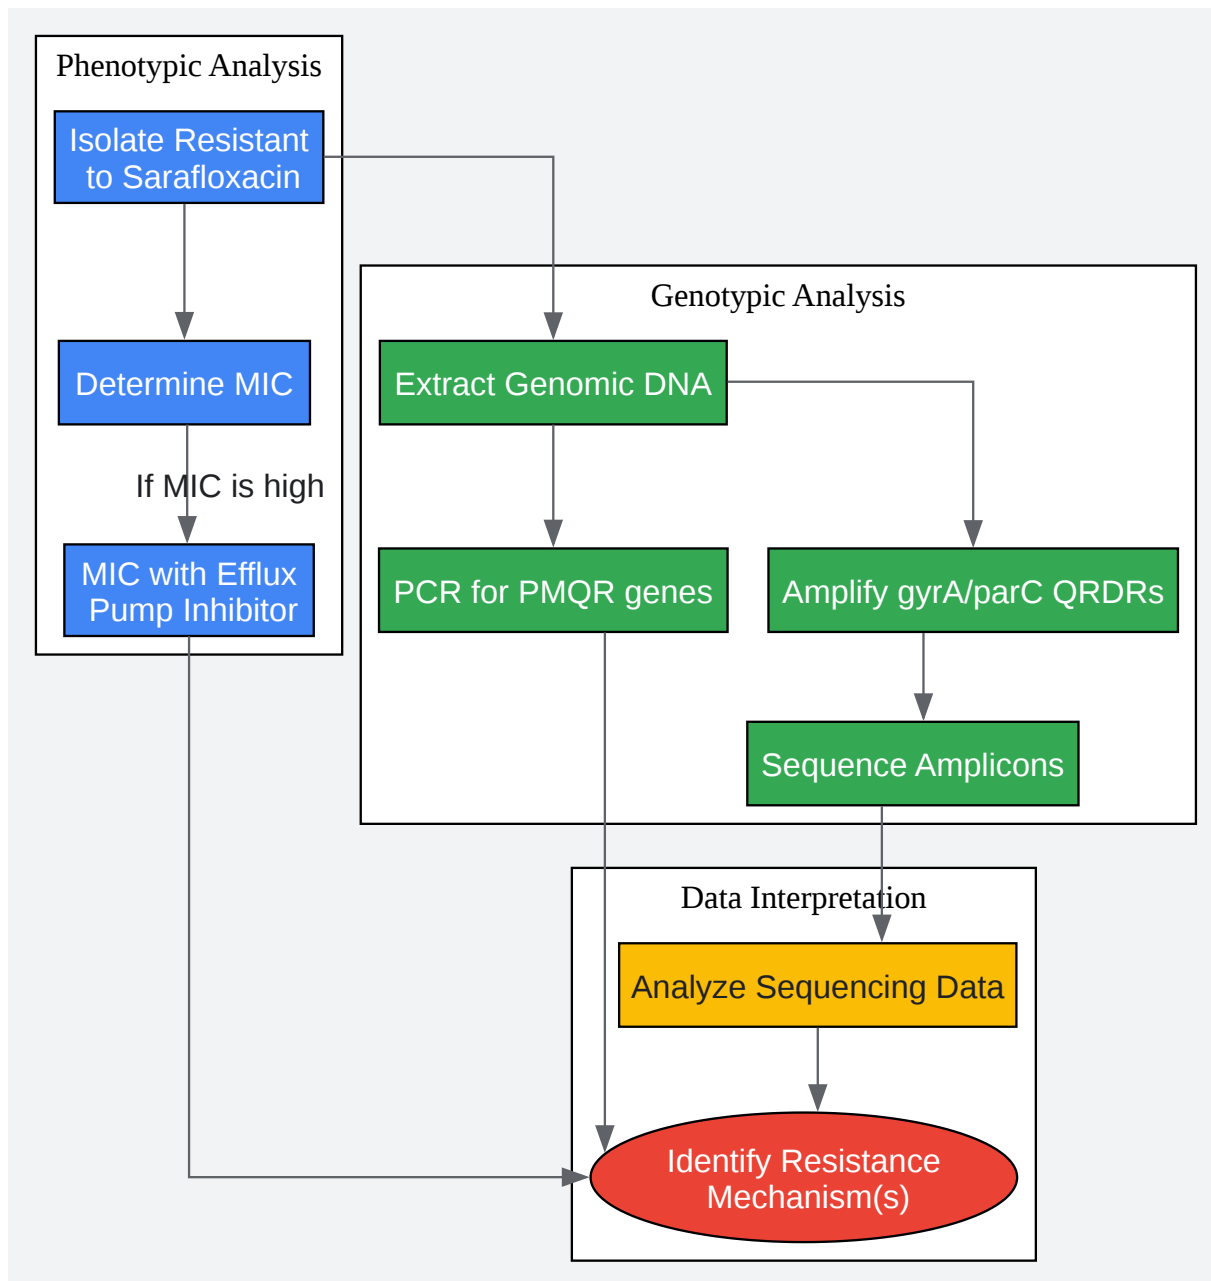 Phenotypic Analysis
Isolate Resistant
to Sarafloxacin
Determine MIC
If MIC is high
MIC with Efflux
Pump Inhibitor
Genotypic Analysis
Extract Genomic DNA
PCR for PMQR genes
Amplify gyrA/parC QRDRs
Sequence Amplicons
Data Interpretation
Analyze Sequencing Data
Identify Resistance
Mechanism(s)